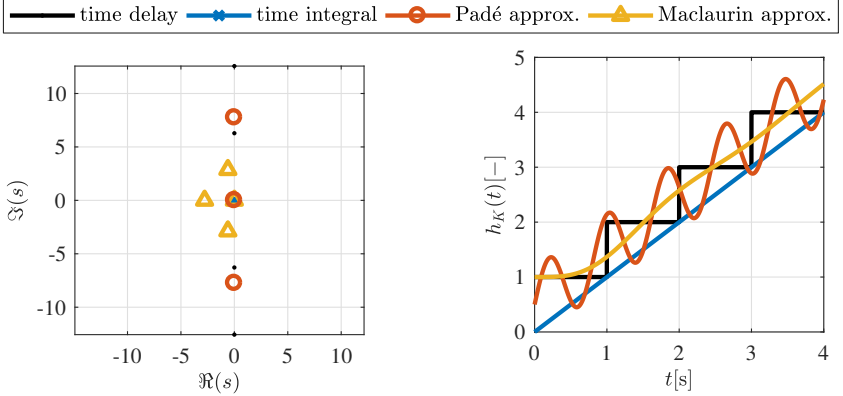 time delay time integral Padé approx. Maclaurin approx.
10
5
0
-5
-10
ℑ(s)
-10 -5 0 5 10
ℜ(s)
5
4
3
2
1
0
h_K(t)[−]
0 1 2 3 4
t[s]